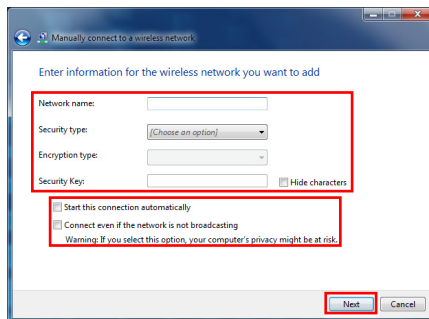 Manually connect to a wireless network
Enter information for the wireless network you want to add
Network name:
Security type: [Choose an option]
Encryption type:
Security Key: Hide characters
Start this connection automatically
Connect even if the network is not broadcasting
Warning: If you select this option, your computer's privacy might be at risk.
Next Cancel